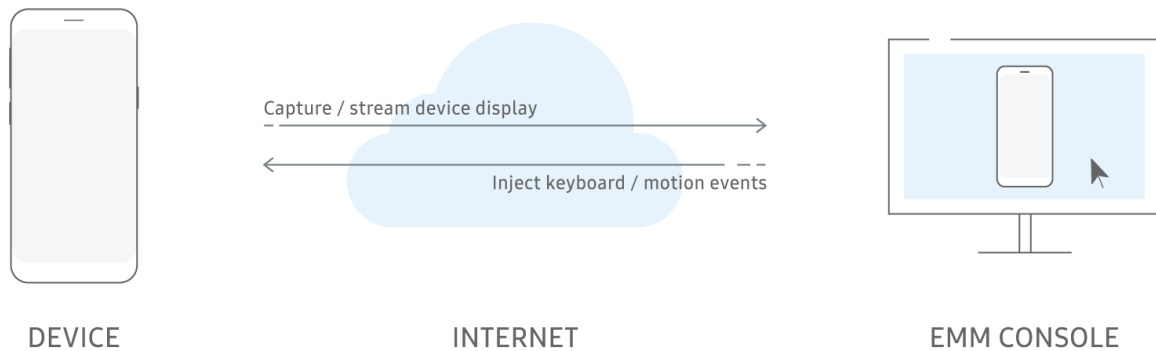 Capture / stream device display
Inject keyboard / motion events
DEVICE
INTERNET
EMM CONSOLE